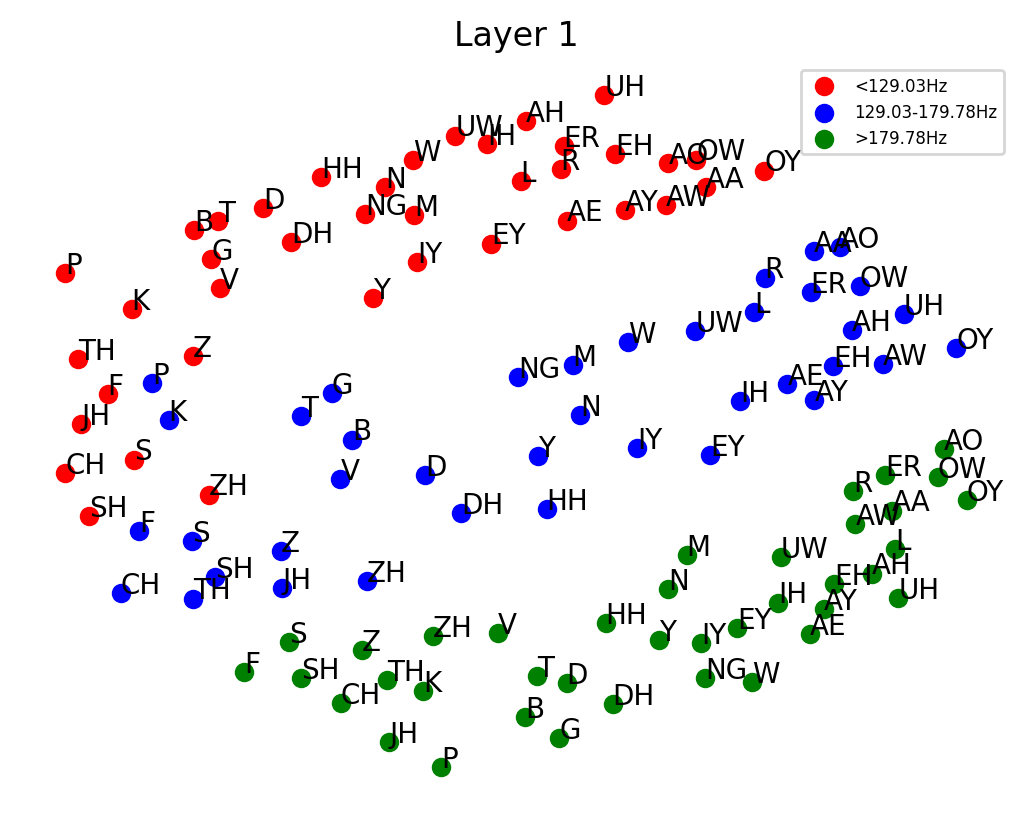 Layer 1
<129.03Hz
129.03-179.78Hz
>179.78Hz
UH
AH
UW
IH
ER
W
EH
AO
OW
R
OY
HH
N
L
AA
D
NG
M
AY
AW
B
T
AE
DH
EY
G
IY
P
V
Y
K
AA
AO
R
ER
OW
L
UH
TH
Z
W
UW
AH
P
NG
M
EH
AW
OY
F
K
G
AE
JH
T
N
IH
AY
B
IY
EY
AO
S
CH
V
D
Y
ER
OW
R
OY
ZH
SH
DH
HH
AW
AA
F
S
Z
M
UW
L
SH
JH
ZH
AH
CH
TH
N
EH
IH
UH
AY
S
ZH
V
HH
Y
EY
AE
Z
IY
F
SH
TH
K
T
D
NG
W
CH
B
DH
JH
G
P